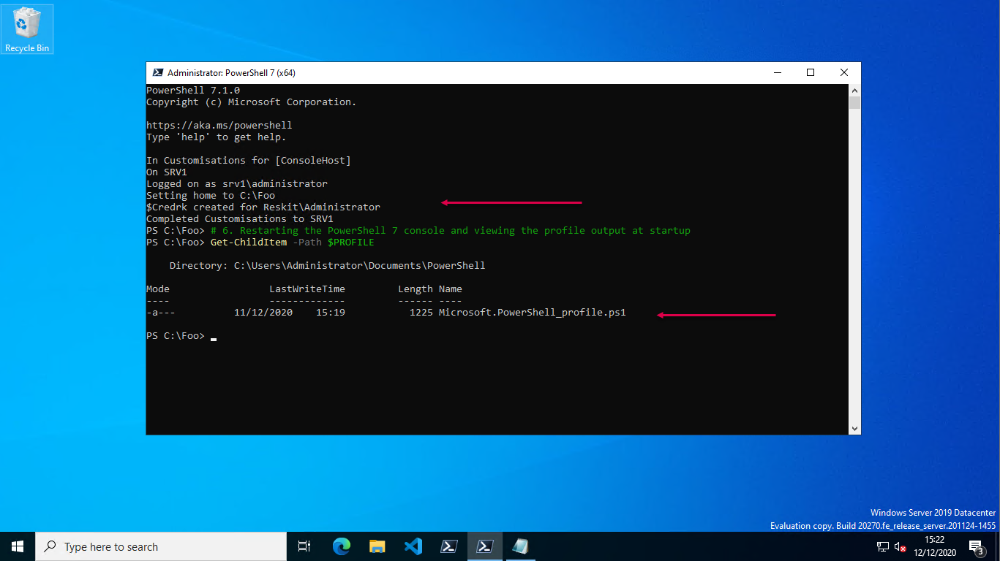 Recycle Bin
Administrator: PowerShell 7 (x64)
PowerShell 7.1.0
Copyright (c) Microsoft Corporation.
https://aka.ms/powershell
Type 'help' to get help.
In Customisations for [ConsoleHost]
On SRV1
Logged on as srv1\administrator
Setting home to C:\Foo
$Credrk created for Reskit\Administrator
Completed Customisations to SRV1
PS C:\Foo> # 6. Restarting the PowerShell 7 console and viewing the profile output at startup
PS C:\Foo> Get-ChildItem -Path $PROFILE
Directory: C:\Users\Administrator\Documents\PowerShell
Mode LastWriteTime Length Name
---- ------------- ------ ----
-a--- 11/12/2020 15:19 1225 Microsoft.PowerShell_profile.ps1
PS C:\Foo>
Windows Server 2019 Datacenter
Evaluation copy. Build 20270.fe_release_server.201124-1455
Type here to search
15:22
12/12/2020
3